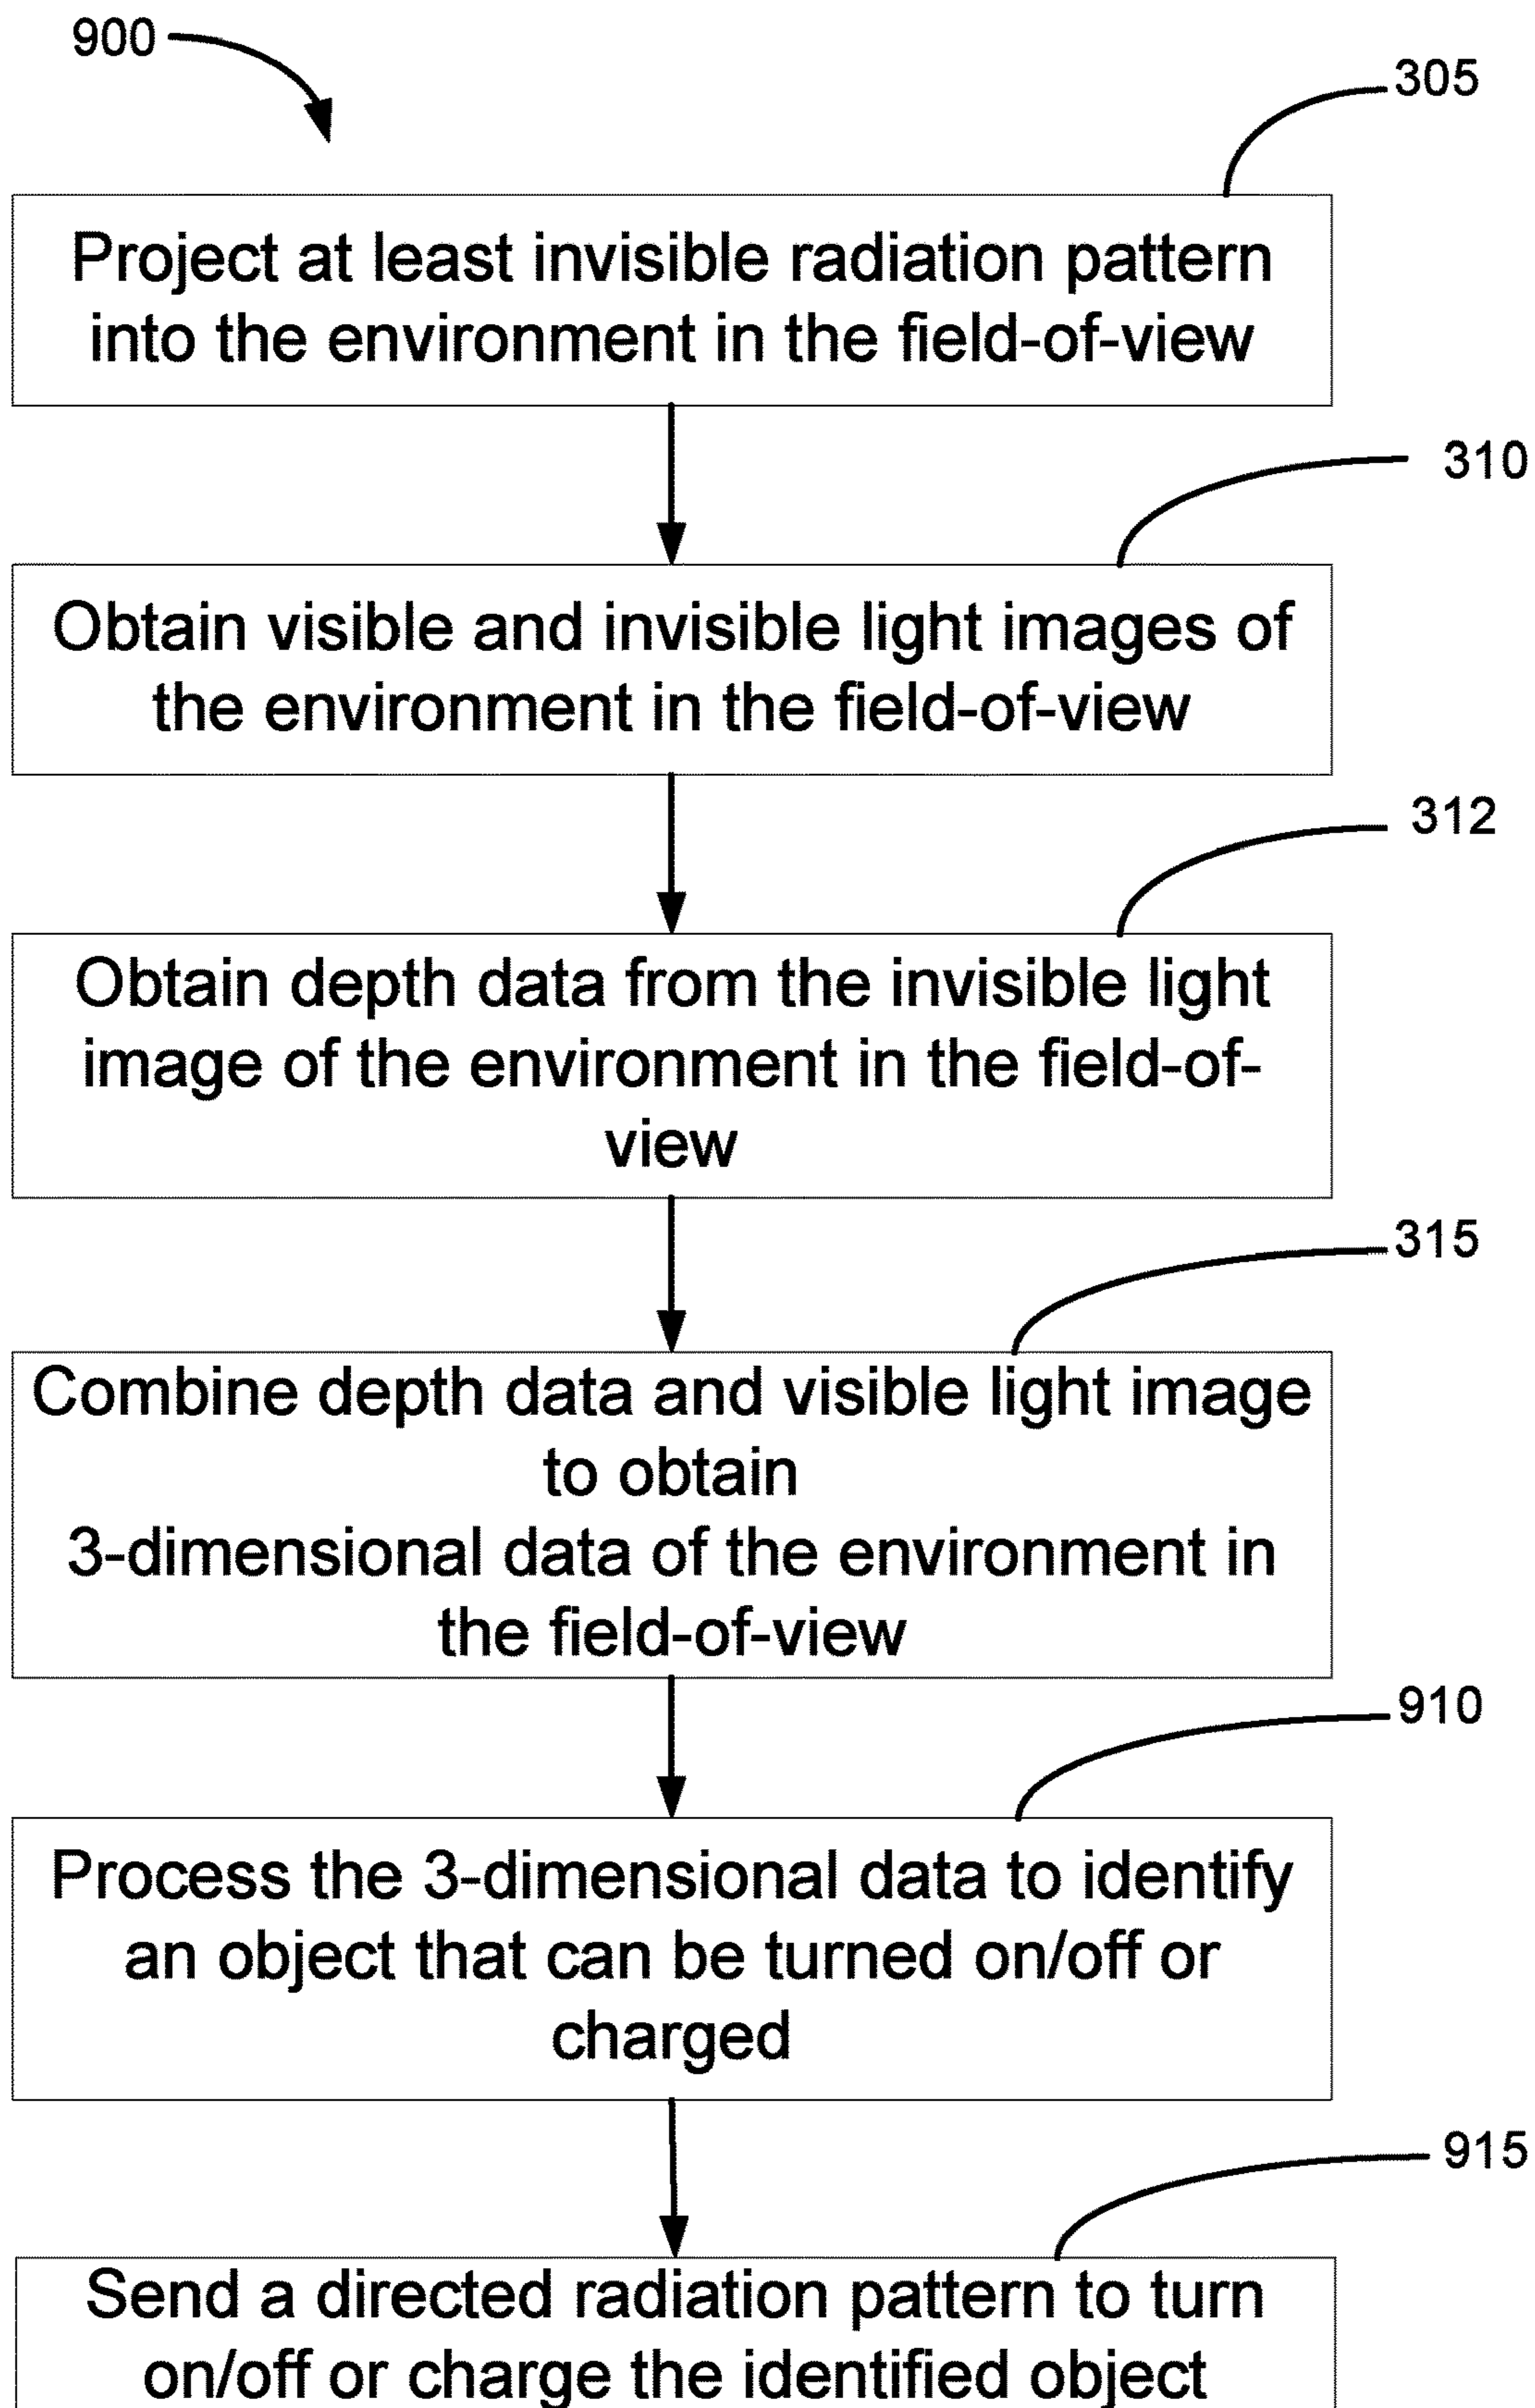 900
305
Project at least invisible radiation pattern
into the environment in the field-of-view
310
Obtain visible and invisible light images of
the environment in the field-of-view
312
Obtain depth data from the invisible light
image of the environment in the field-of-
view
315
Combine depth data and visible light image
to obtain
3-dimensional data of the environment in
the field-of-view
910
Process the 3-dimensional data to identify
an object that can be turned on/off or
charged
915
Send a directed radiation pattern to turn
on/off or charge the identified object